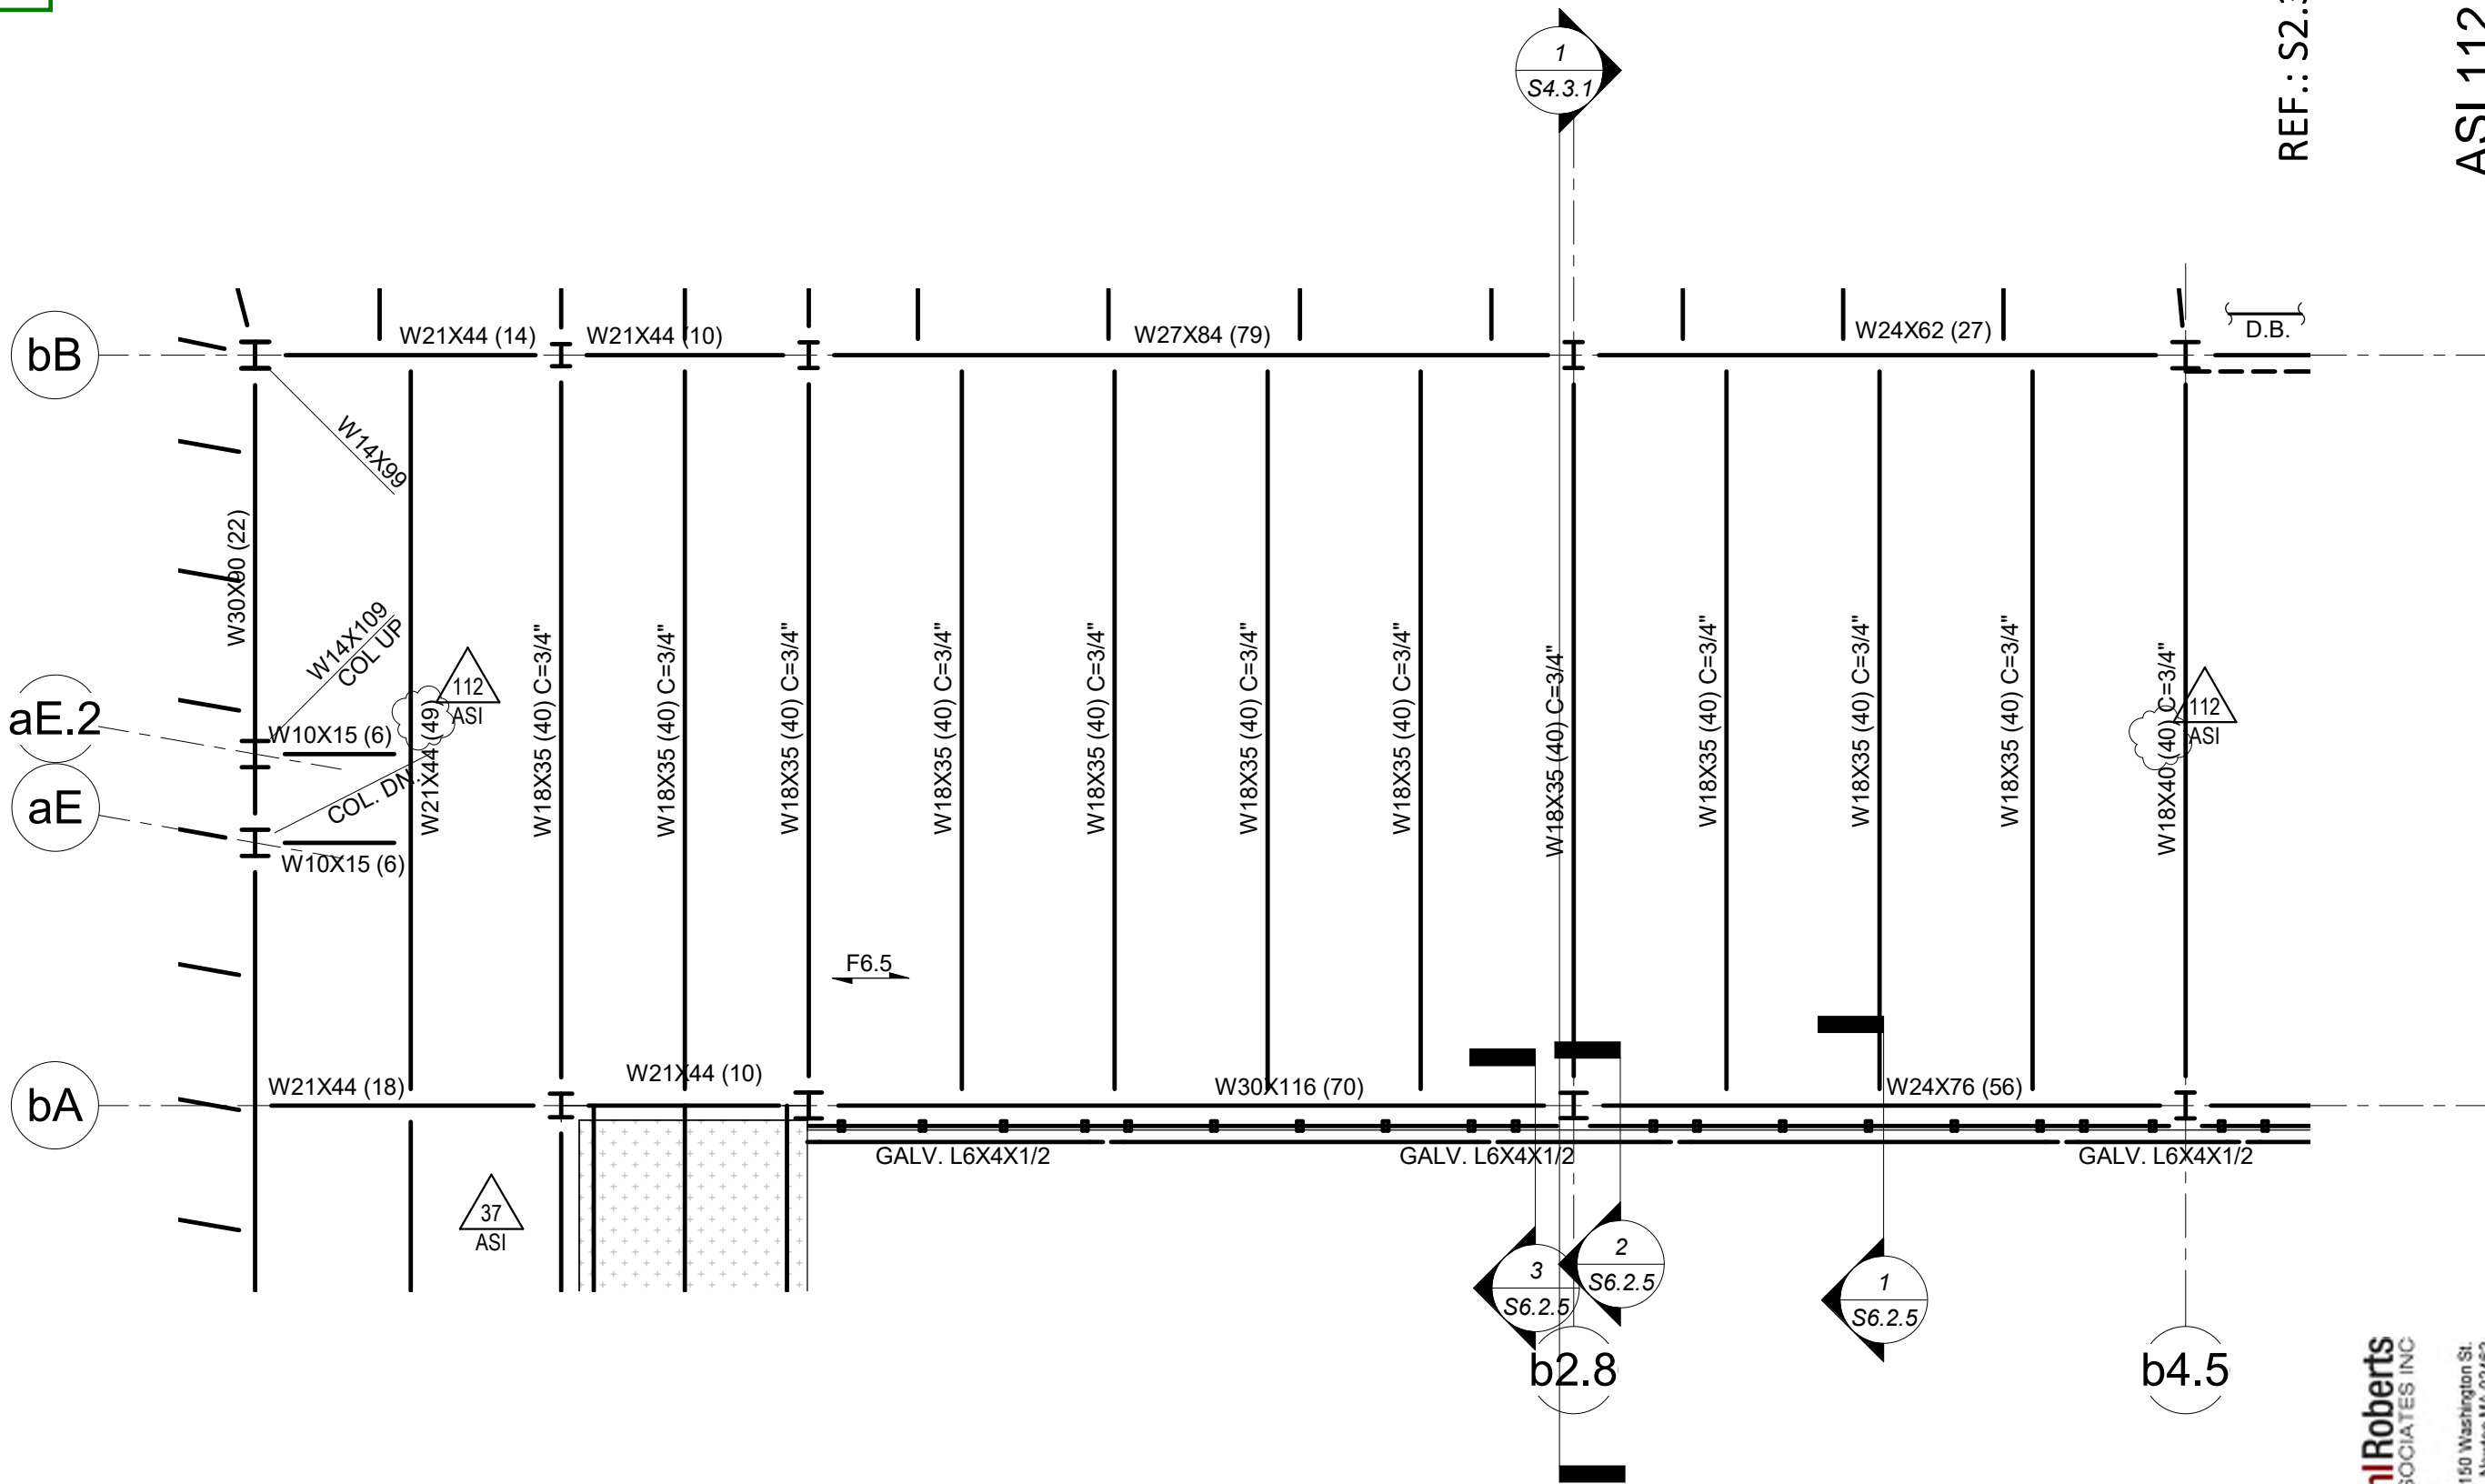 1
S4.3.1
REF.: S2.
ASI 112
bB
W21X44 (14)
W21X44 (10)
W27X84 (79)
W24X62 (27)
D.B.
W14X99
W30X90 (22)
W14X109
COL UP
aE.2
W10X15 (6)
COL. DN.
aE
W10X15 (6)
W21X44 (49)
112
ASI
W18X35 (40) C=3/4"
W18X35 (40) C=3/4"
W18X35 (40) C=3/4"
W18X35 (40) C=3/4"
W18X35 (40) C=3/4"
W18X35 (40) C=3/4"
W18X35 (40) C=3/4"
W18X35 (40) C=3/4"
W18X35 (40) C=3/4"
W18X35 (40) C=3/4"
W18X35 (40) C=3/4"
W18X40 (40) C=3/4"
112
ASI
F6.5
bA
W21X44 (18)
W21X44 (10)
W30X116 (70)
W24X76 (56)
GALV. L6X4X1/2
GALV. L6X4X1/2
GALV. L6X4X1/2
37
ASI
3
S6.2.5
2
S6.2.5
1
S6.2.5
b2.8
b4.5
Roberts
OCIATES INC
150 Washington St.